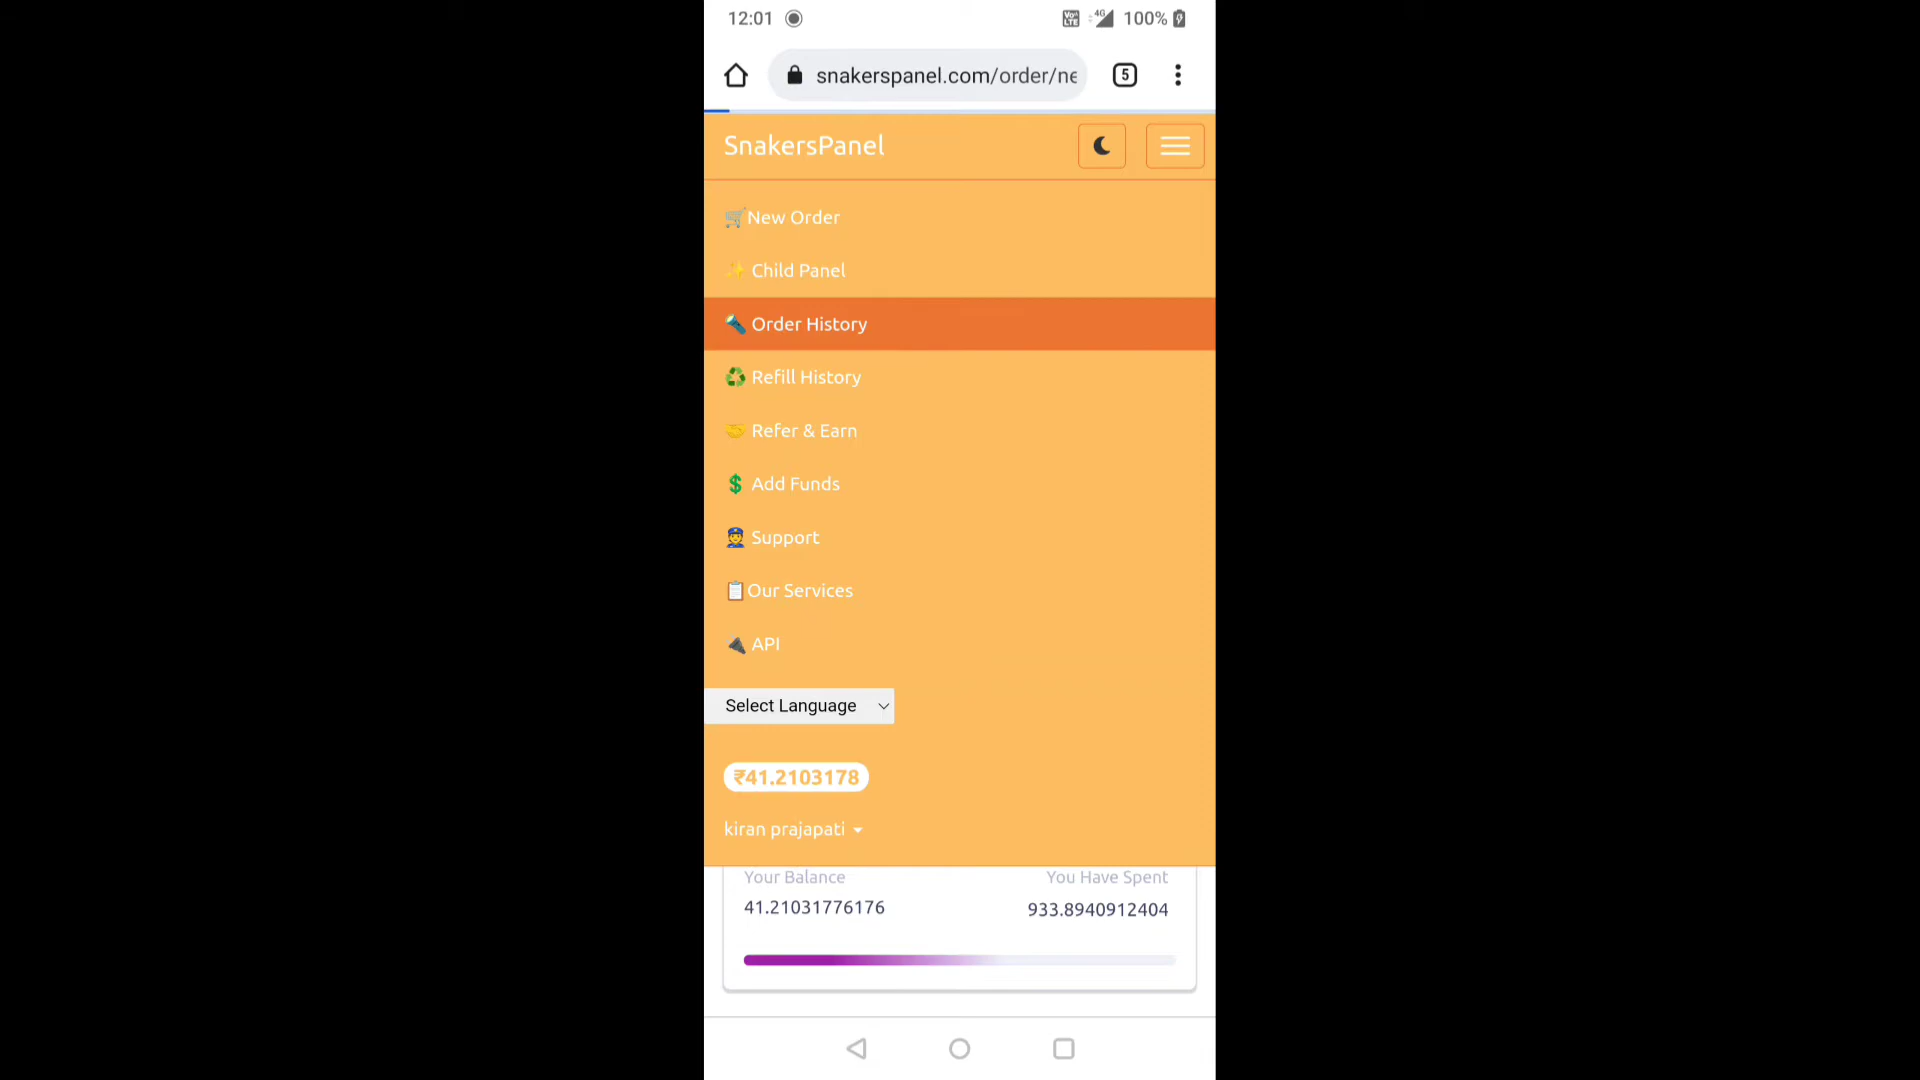 12:01
VoLTE 4G 100%
snakerspanel.com/order/ne
5
SnakersPanel
New Order
Child Panel
Order History
Refill History
Refer & Earn
Add Funds
Support
Our Services
API
Select Language
₹41.2103178
kiran prajapati
Your Balance You Have Spent
41.21031776176 933.8940912404